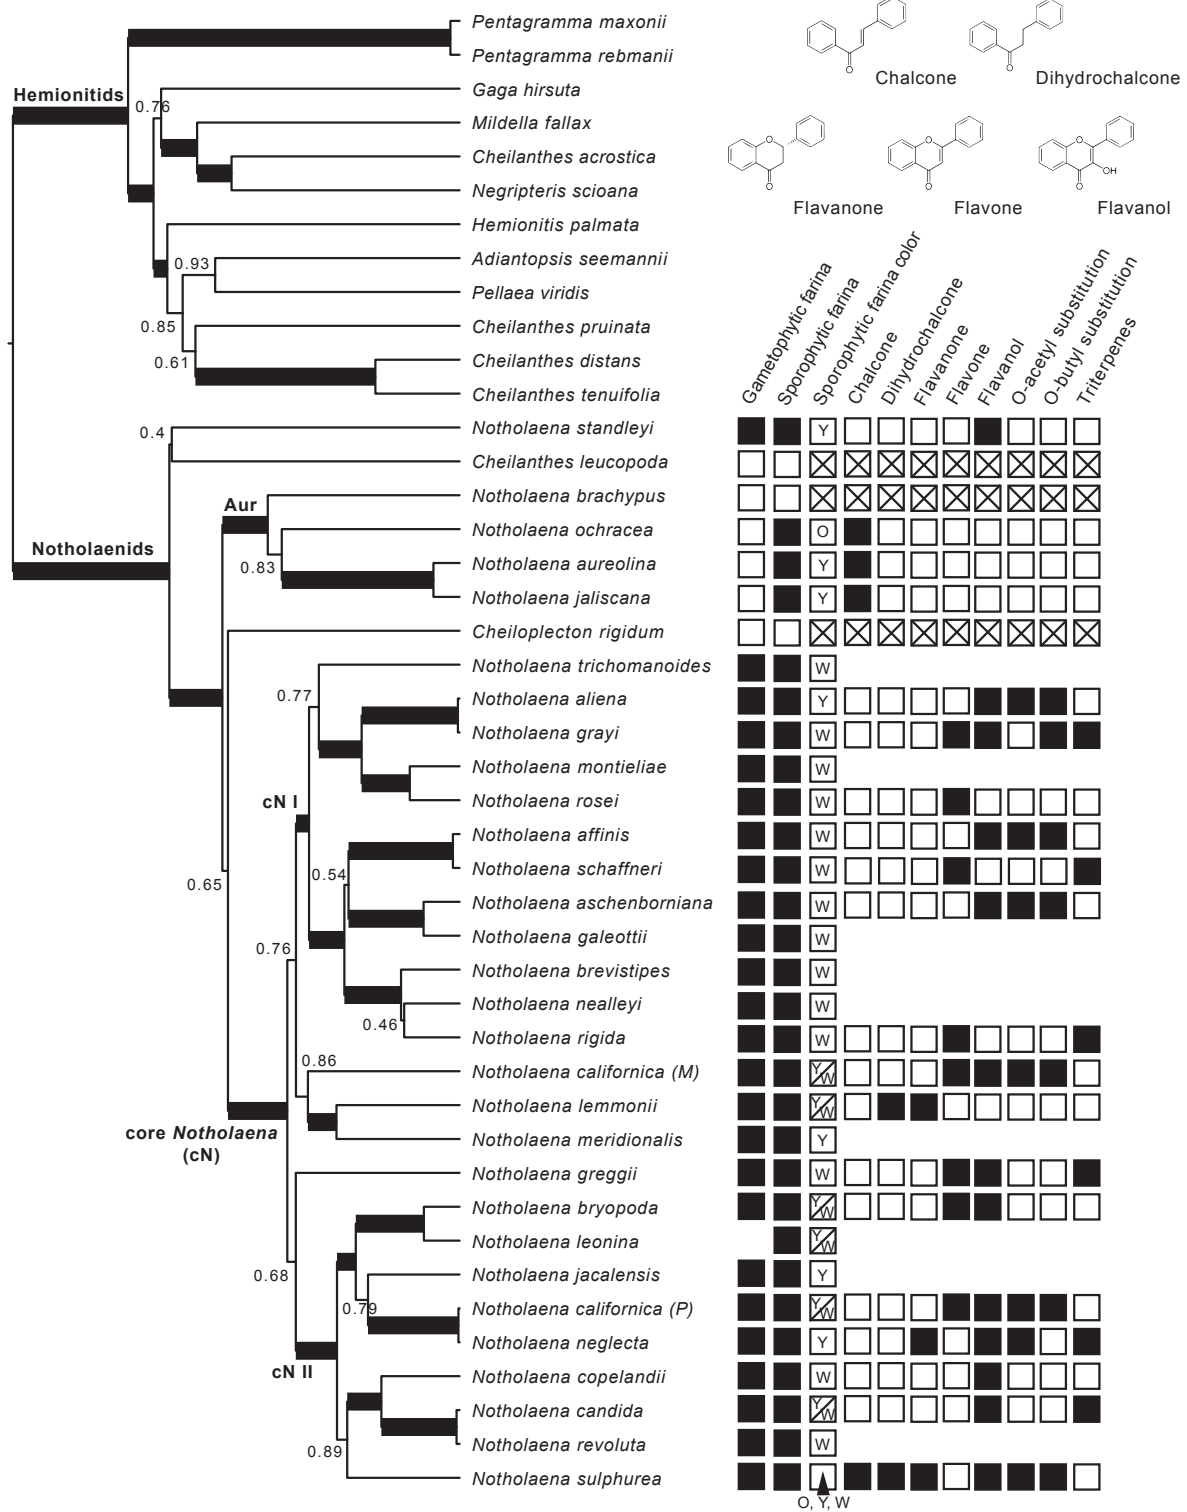 Pentagramma maxonii
Pentagramma rebmanii
Hemionitids
0.76
Gaga hirsuta
Mildella fallax
Cheilanthes acrostica
Negripteris scioana
Hemionitis palmata
0.93
Adiantopsis seemannii
Pellaea viridis
0.85
Cheilanthes pruinata
0.61
Cheilanthes distans
Cheilanthes tenuifolia
O
O
Chalcone
Dihydrochalcone
O
O
O
O
O
O
OH
Flavanone
Flavone
Flavanol
Gametophytic farina
Sporophytic farina
Sporophytic farina color
Chalcone
Dihydrochalcone
Flavanone
Flavone
Flavanol
O-acetyl substitution
O-butyl substitution
Triterpenes
0.4
Notholaena standleyi Y
Cheilanthes leucopoda
Aur
Notholaena brachypus
Notholaenids
Notholaena ochracea O
0.83
Notholaena aureolina Y
Notholaena jaliscana Y
Cheiloplecton rigidum
Notholaena trichomanoides W
0.77
Notholaena aliena Y
Notholaena grayi W
Notholaena montieliae W
cN I
Notholaena rosei W
Notholaena affinis W
0.54
Notholaena schaffneri W
0.65
Notholaena aschenborniana W
Notholaena galeottii W
0.76
Notholaena brevistipes W
Notholaena nealleyi W
0.46
Notholaena rigida W
0.86
Notholaena californica (M) Y W
Notholaena lemmonii Y W
core Notholaena
(cN)
Notholaena meridionalis Y
Notholaena greggii W
Notholaena bryopoda Y W
Notholaena leonina Y W
0.68
Notholaena jacalensis Y
0.79
Notholaena californica (P) Y W
Notholaena neglecta Y
cN II
Notholaena copelandii W
Notholaena candida Y W
0.89
Notholaena revoluta W
Notholaena sulphurea
O, Y, W